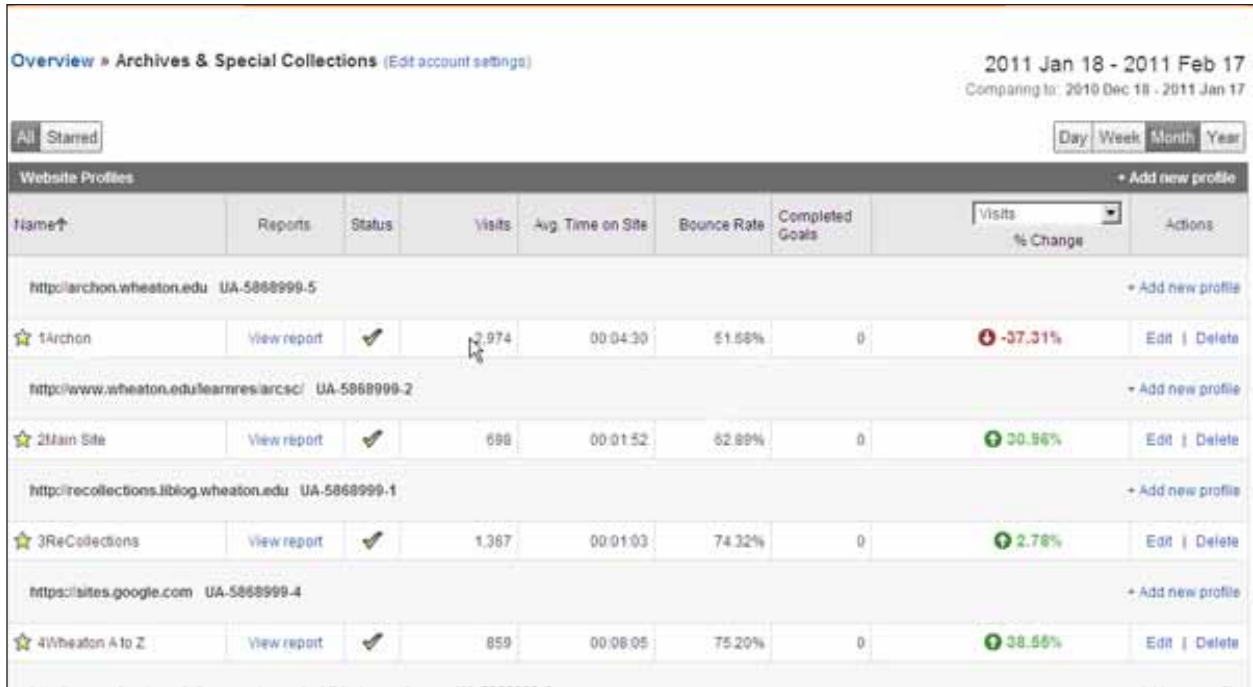 Overview » Archives & Special Collections (Edit account settings)
2011 Jan 18 - 2011 Feb 17
Comparing to: 2010 Dec 18 - 2011 Jan 17
All Starred
Day Week Month Year
Website Profiles + Add new profile
Name↑ Reports Status Visits Avg. Time on Site Bounce Rate Completed Goals Visits % Change Actions
http://archon.wheaton.edu UA-5868999-5 + Add new profile
1Archon View report 2,974 00:04:30 51.68% 0 -37.31% Edit | Delete
http://www.wheaton.edu/learnres/arcsc/ UA-5868999-2 + Add new profile
2Main Site View report 698 00:01:52 62.89% 0 30.96% Edit | Delete
http://recollections.liblog.wheaton.edu UA-5868999-1 + Add new profile
3ReCollections View report 1,367 00:01:03 74.32% 0 2.78% Edit | Delete
https://sites.google.com UA-5868999-4 + Add new profile
4Wheaton A to Z View report 859 00:08:05 75.20% 0 Edit | Delete